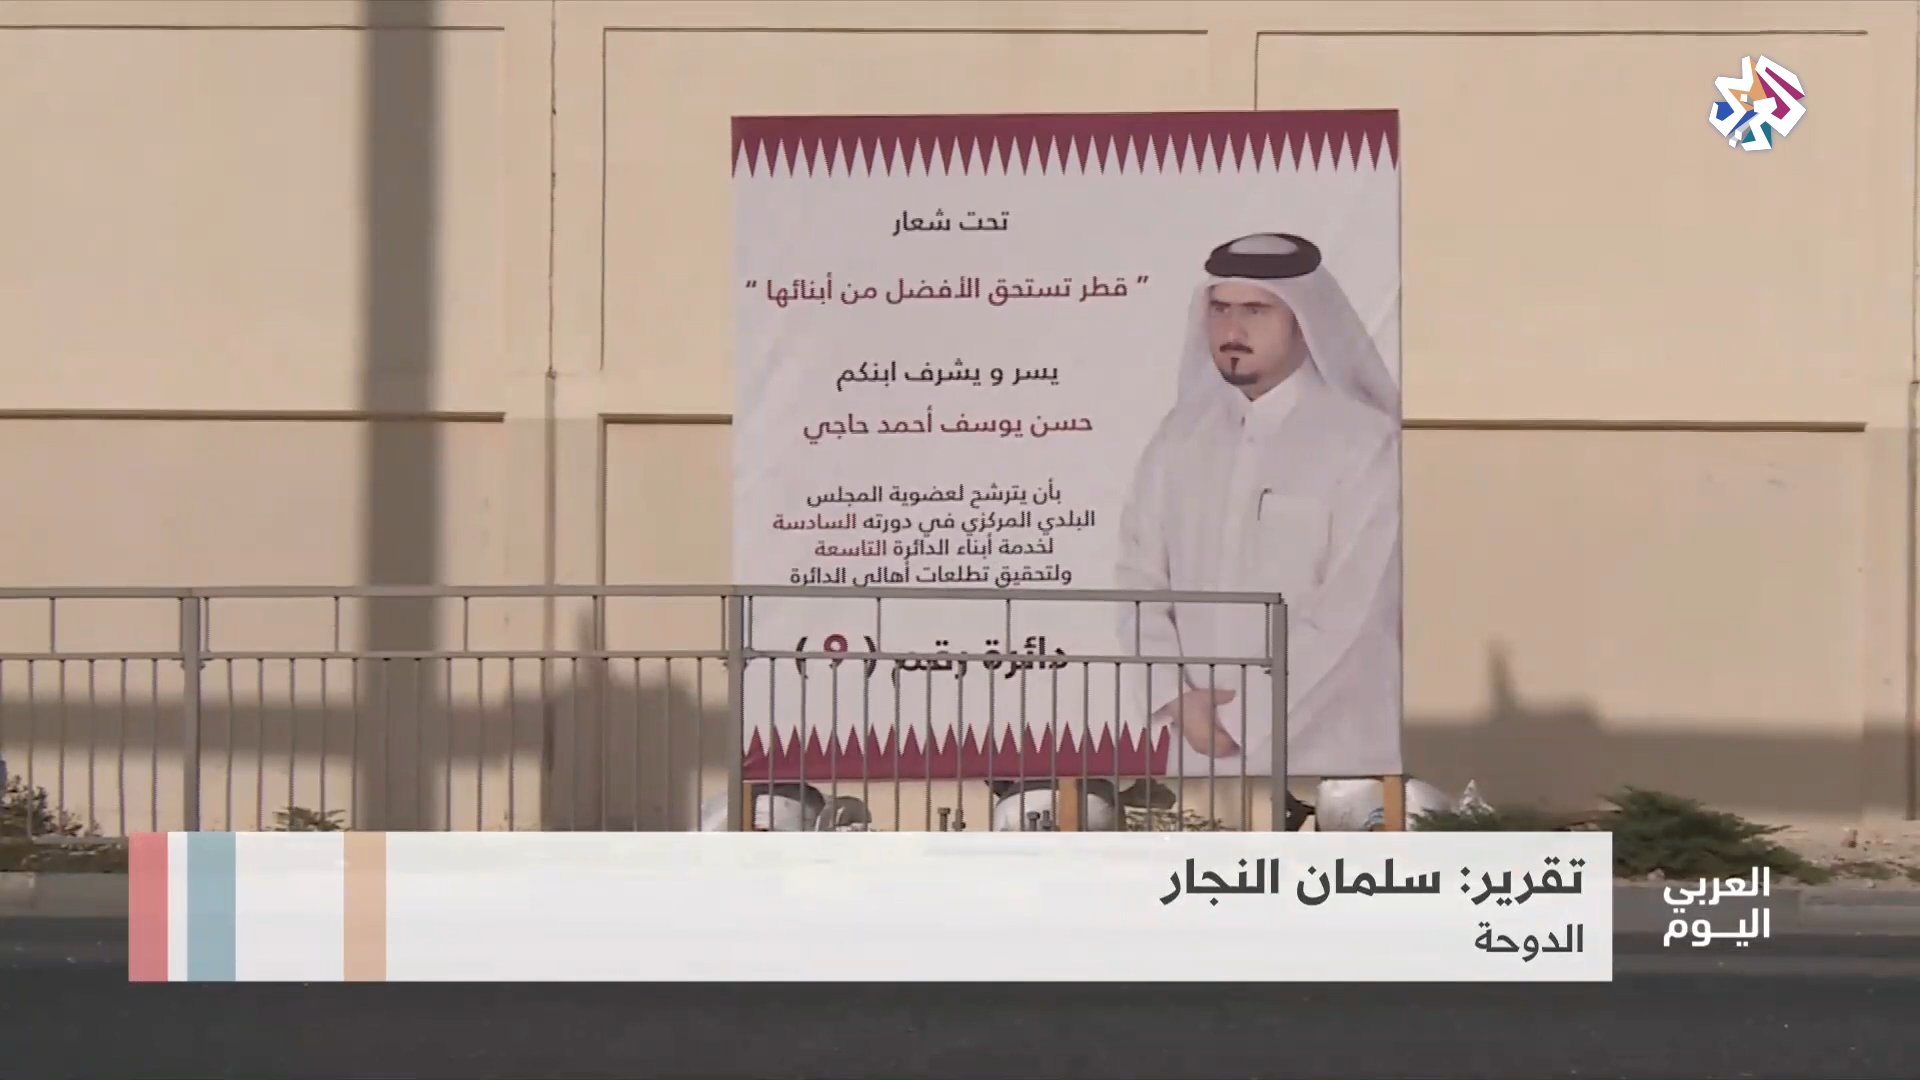 العربي
تحت شعار
” قطر تستحق الأفضل من أبنائها “
يسر و يشرف ابنكم
حسن يوسف أحمد حاجي
بأن يترشح لعضوية المجلس
البلدي المركزي في دورته السادسة
لخدمة أبناء الدائرة التاسعة
ولتحقيق تطلعات أهالي الدائرة
دائرة رقم ( 9 )
تقرير: سلمان النجار
الدوحة
العربي
اليوم